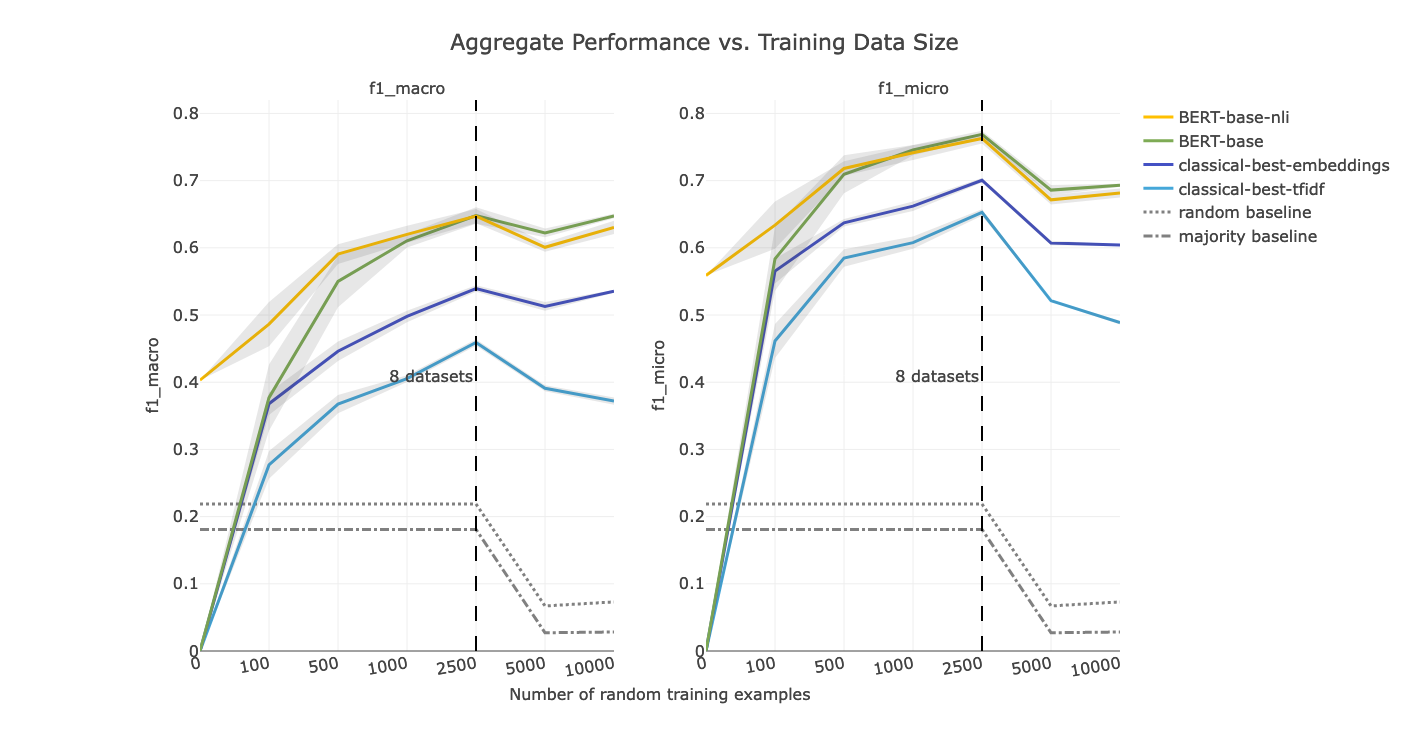 Aggregate Performance vs. Training Data Size
f1_macro
f1_micro
0.8
0.7
0.6
0.5
0.4
0.3
0.2
0.1
0
f1_macro
8 datasets
0 100 500 1000 2500 5000 10000
0.8
0.7
0.6
0.5
0.4
0.3
0.2
0.1
0
f1_micro
8 datasets
0 100 500 1000 2500 5000 10000
Number of random training examples
BERT-base-nli
BERT-base
classical-best-embeddings
classical-best-tfidf
random baseline
majority baseline